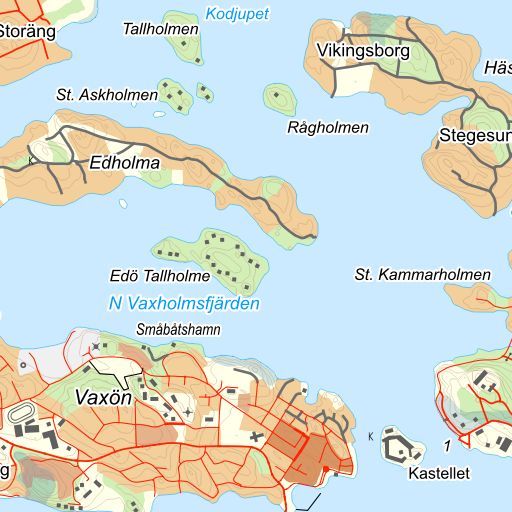 Kodjupet
Storäng
Tallholmen
Vikingsborg
Häs
St. Askholmen
Rågholmen
Stegesun
K
Edholma
Edö Tallholme
St. Kammarholmen
N Vaxholmsfjärden
Småbåtshamn
Vaxön
K
1
g
Kastellet